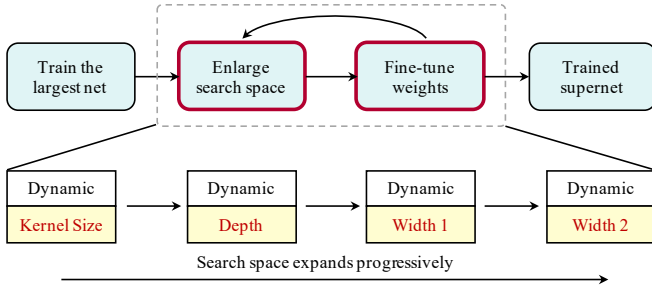 Train the
largest net
Enlarge
search space
Fine-tune
weights
Trained
supernet
Dynamic
Kernel Size
Dynamic
Depth
Dynamic
Width 1
Dynamic
Width 2
Search space expands progressively